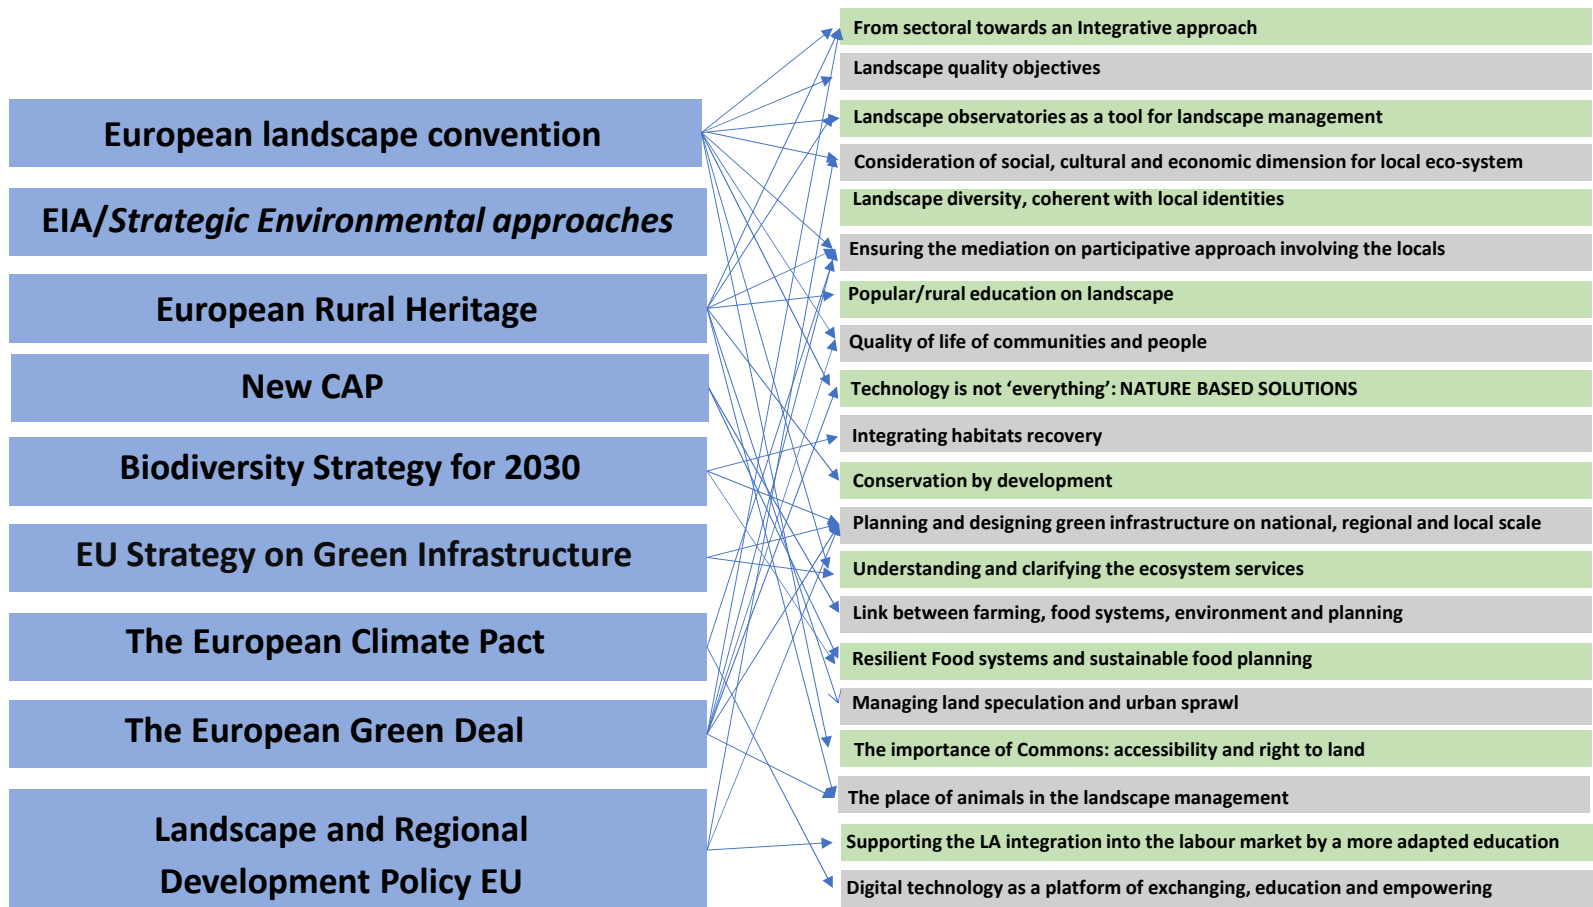 European landscape convention
EIA/Strategic Environmental approaches
European Rural Heritage
New CAP
Biodiversity Strategy for 2030
EU Strategy on Green Infrastructure
The European Climate Pact
The European Green Deal
Landscape and Regional
Development Policy EU
From sectoral towards an Integrative approach
Landscape quality objectives
Landscape observatories as a tool for landscape management
Consideration of social, cultural and economic dimension for local eco-system
Landscape diversity, coherent with local identities
Ensuring the mediation on participative approach involving the locals
Popular/rural education on landscape
Quality of life of communities and people
Technology is not ‘everything’: NATURE BASED SOLUTIONS
Integrating habitats recovery
Conservation by development
Planning and designing green infrastructure on national, regional and local scale
Understanding and clarifying the ecosystem services
Link between farming, food systems, environment and planning
Resilient Food systems and sustainable food planning
Managing land speculation and urban sprawl
The importance of Commons: accessibility and right to land
The place of animals in the landscape management
Supporting the LA integration into the labour market by a more adapted education
Digital technology as a platform of exchanging, education and empowering